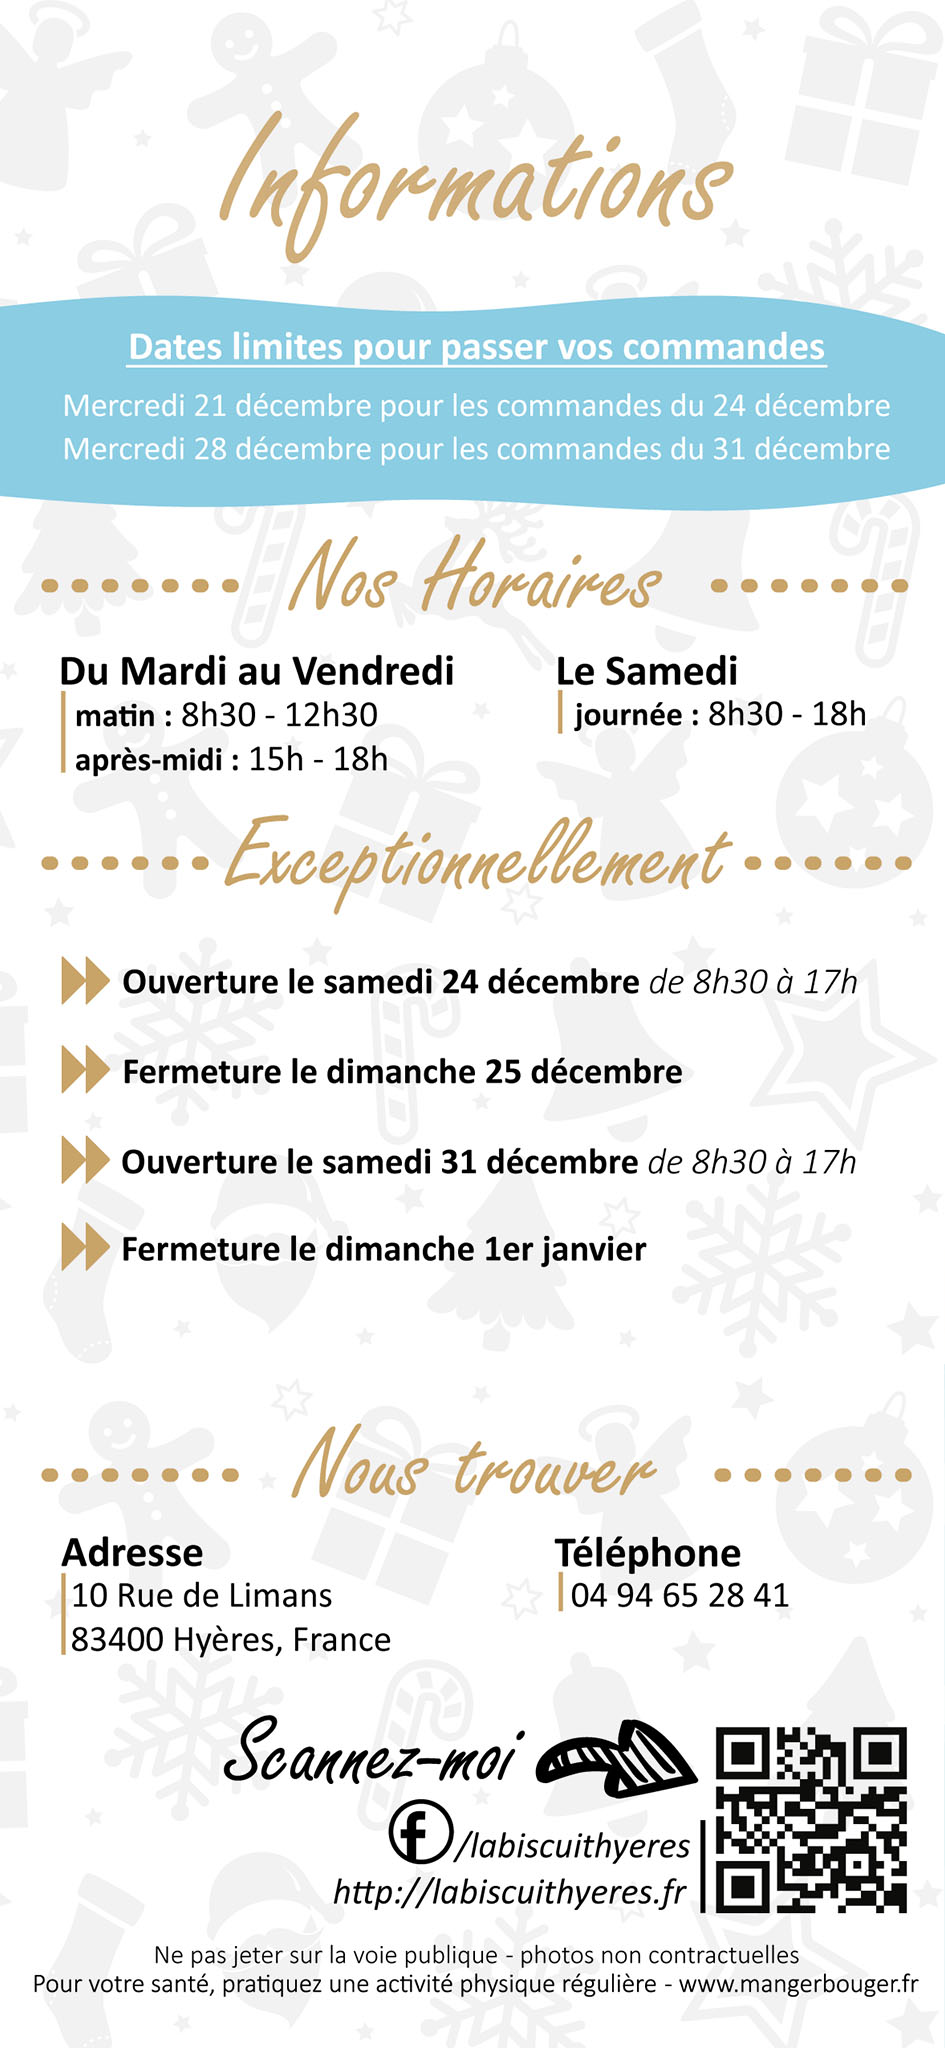 Informations
Dates limites pour passer vos commandes
Mercredi 21 décembre pour les commandes du 24 décembre
Mercredi 28 décembre pour les commandes du 31 décembre
Nos Horaires
Du Mardi au Vendredi
matin : 8h30 - 12h30
après-midi : 15h - 18h
Le Samedi
journée : 8h30 - 18h
Exceptionnellement
Ouverture le samedi 24 décembre de 8h30 à 17h
Fermeture le dimanche 25 décembre
Ouverture le samedi 31 décembre de 8h30 à 17h
Fermeture le dimanche 1er janvier
Nous trouver
Adresse
10 Rue de Limans
83400 Hyères, France
Téléphone
04 94 65 28 41
Scannez-moi
f/labiscuithyeres
http://labiscuithyeres.fr
Ne pas jeter sur la voie publique - photos non contractuelles
Pour votre santé, pratiquez une activité physique régulière - www.mangerbouger.fr